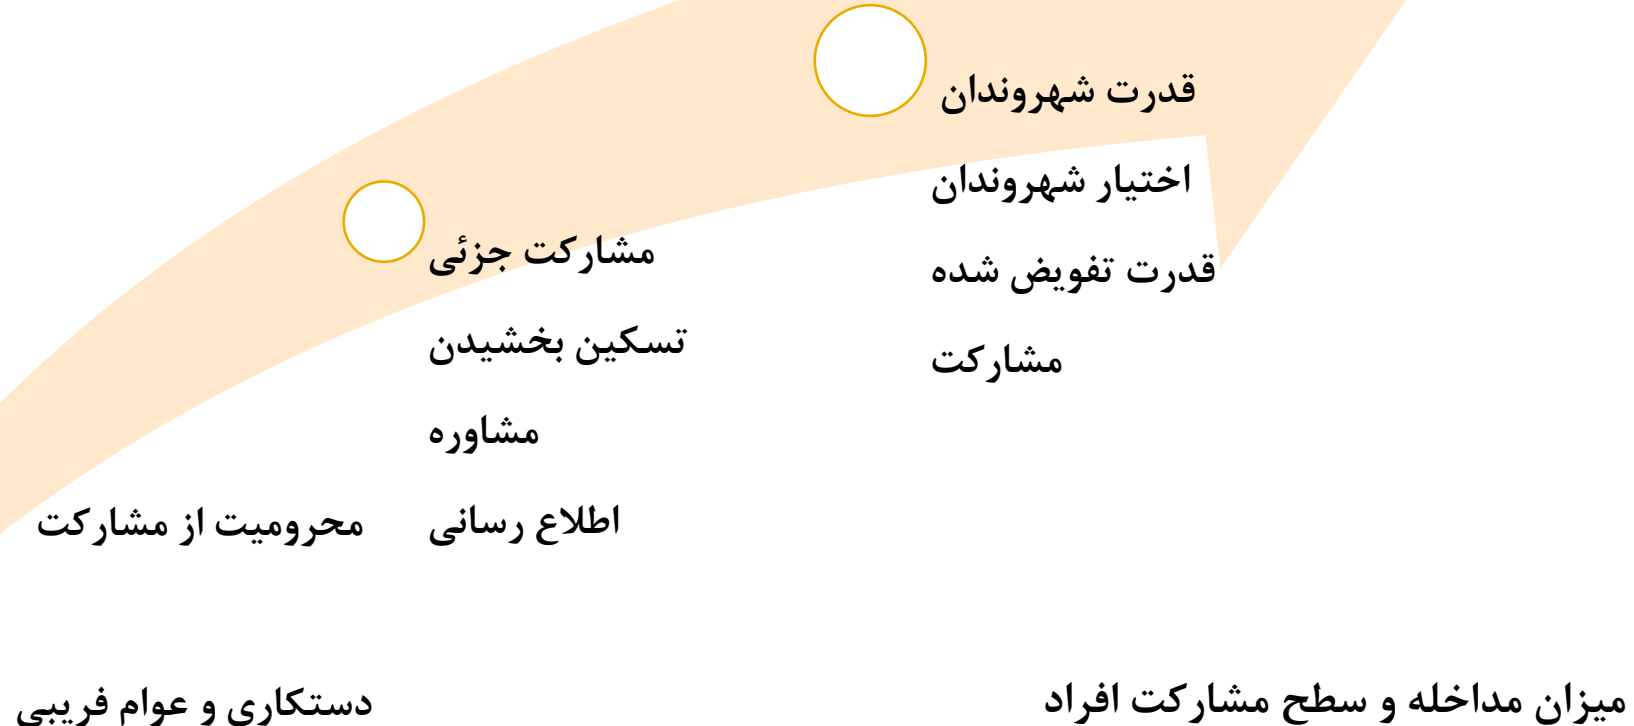 قدرت شهروندان
اختیار شهروندان
قدرت تفویض شده
مشارکت
مشارکت جزئی
تسکین بخشیدن
مشاوره
اطلاع رسانی
محرومیت از مشارکت
دستکاری و عوام فریبی
میزان مداخله و سطح مشارکت افراد